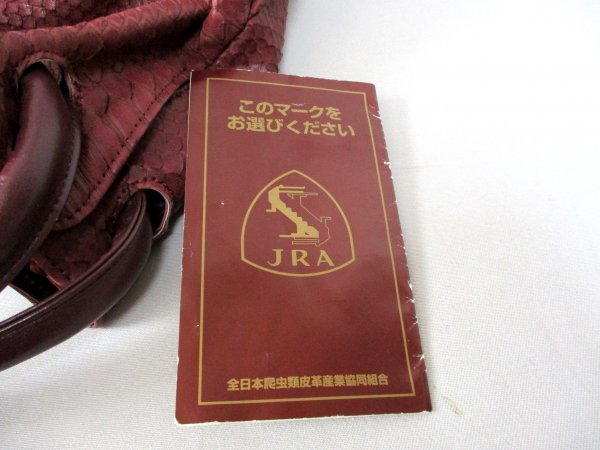 このマークを
お選びください
JRA
全日本爬虫類皮革産業協同組合